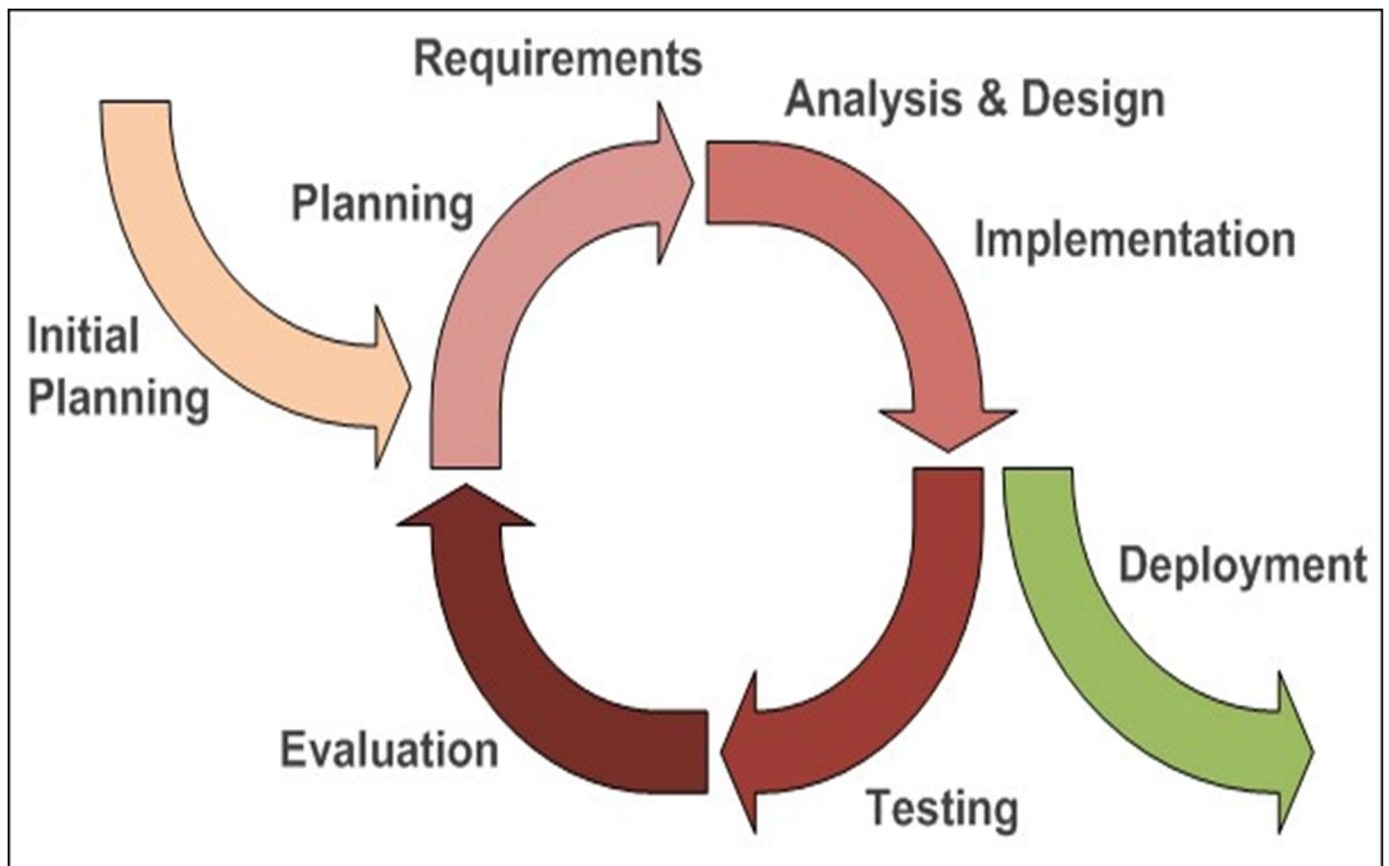 Requirements
Analysis & Design
Planning
Implementation
Initial
Planning
Deployment
Evaluation
Testing